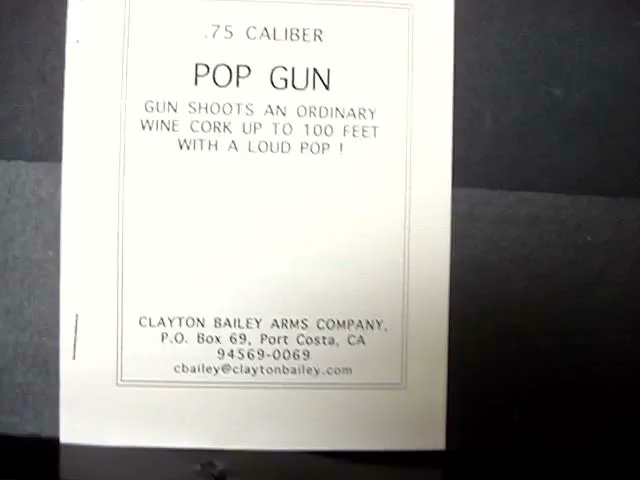 .75 CALIBER
POP GUN
GUN SHOOTS AN ORDINARY
WINE CORK UP TO 100 FEET
WITH A LOUD POP !
CLAYTON BAILEY ARMS COMPANY,
P.O. Box 69, Port Costa, CA
94569-0069
cbailey@claytonbailey.com